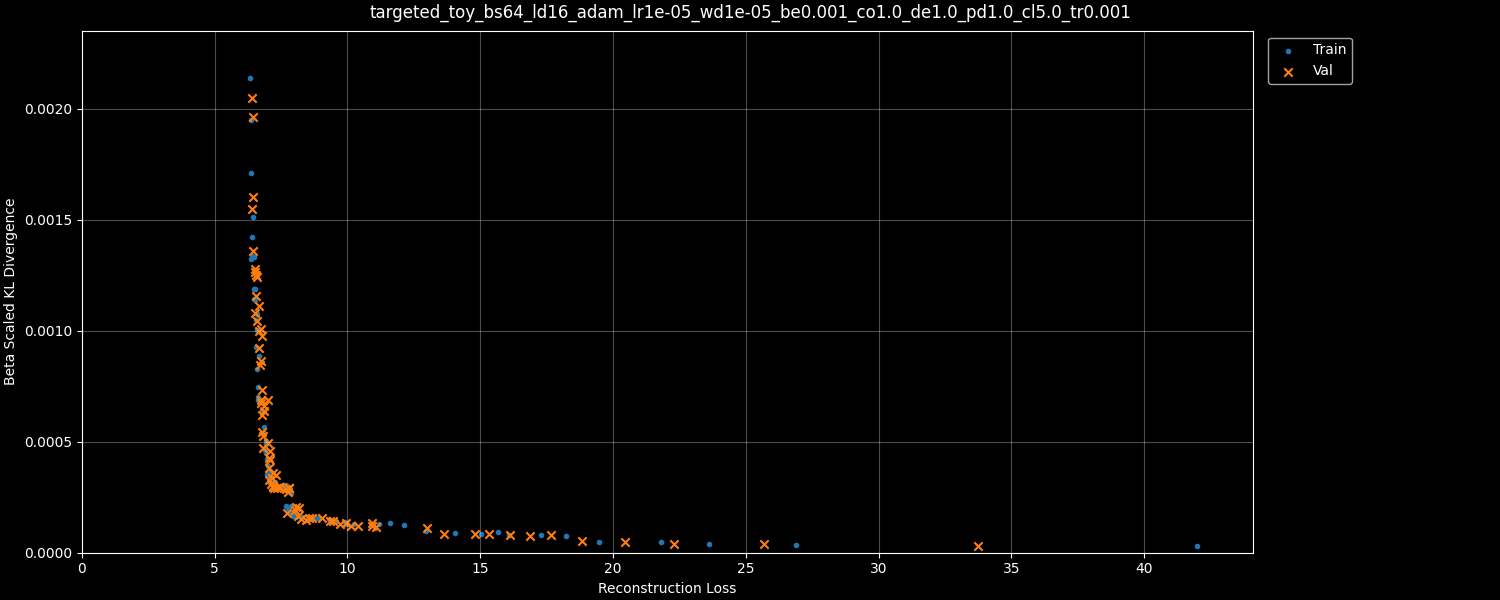 targeted_toy_bs64_ld16_adam_lr1e-05_wd1e-05_be0.001_co1.0_de1.0_pd1.0_cl5.0_tr0.001
Train
Val
Beta Scaled KL Divergence
0.0020
0.0015
0.0010
0.0005
0.0000
0 5 10 15 20 25 30 35 40
Reconstruction Loss